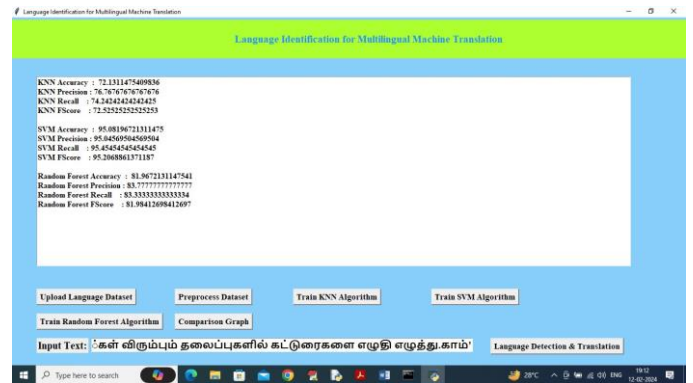 Language Identification for Multilingual Machine Translation
Language Identification for Multilingual Machine Translation
KNN Accuracy : 72.1311475409836
KNN Precision : 76.76767676767676
KNN Recall : 74.24242424242425
KNN FScore : 72.52525252525253
SVM Accuracy : 95.08196721311475
SVM Precision : 95.04569504569504
SVM Recall : 95.45454545454545
SVM FScore : 95.2068861371187
Random Forest Accuracy : 81.9672131147541
Random Forest Precision : 83.77777777777777
Random Forest Recall : 83.33333333333334
Random Forest FScore : 81.98412698412697
Upload Language Dataset Preprocess Dataset Train KNN Algorithm Train SVM Algorithm
Train Random Forest Algorithm Comparison Graph
Input Text: ்கள் விரும்பும் தலைப்புகளில் கட்டுரைகளை எழுதி எழுத்து.காம்' Language Detection & Translation
Type here to search 28°C ENG 19:12
12-02-2024